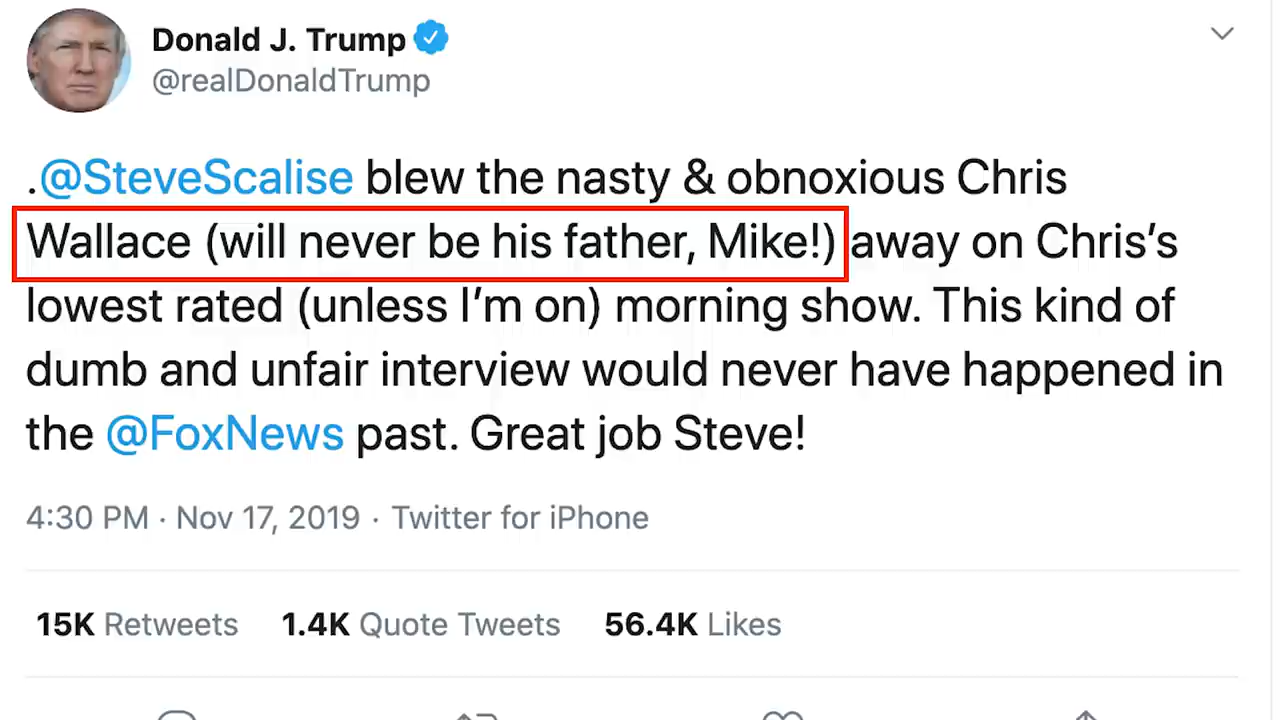 Donald J. Trump
@realDonaldTrump
.@SteveScalise blew the nasty & obnoxious Chris
Wallace (will never be his father, Mike!) away on Chris’s
lowest rated (unless I’m on) morning show. This kind of
dumb and unfair interview would never have happened in
the @FoxNews past. Great job Steve!
4:30 PM · Nov 17, 2019 · Twitter for iPhone
15K Retweets 1.4K Quote Tweets 56.4K Likes